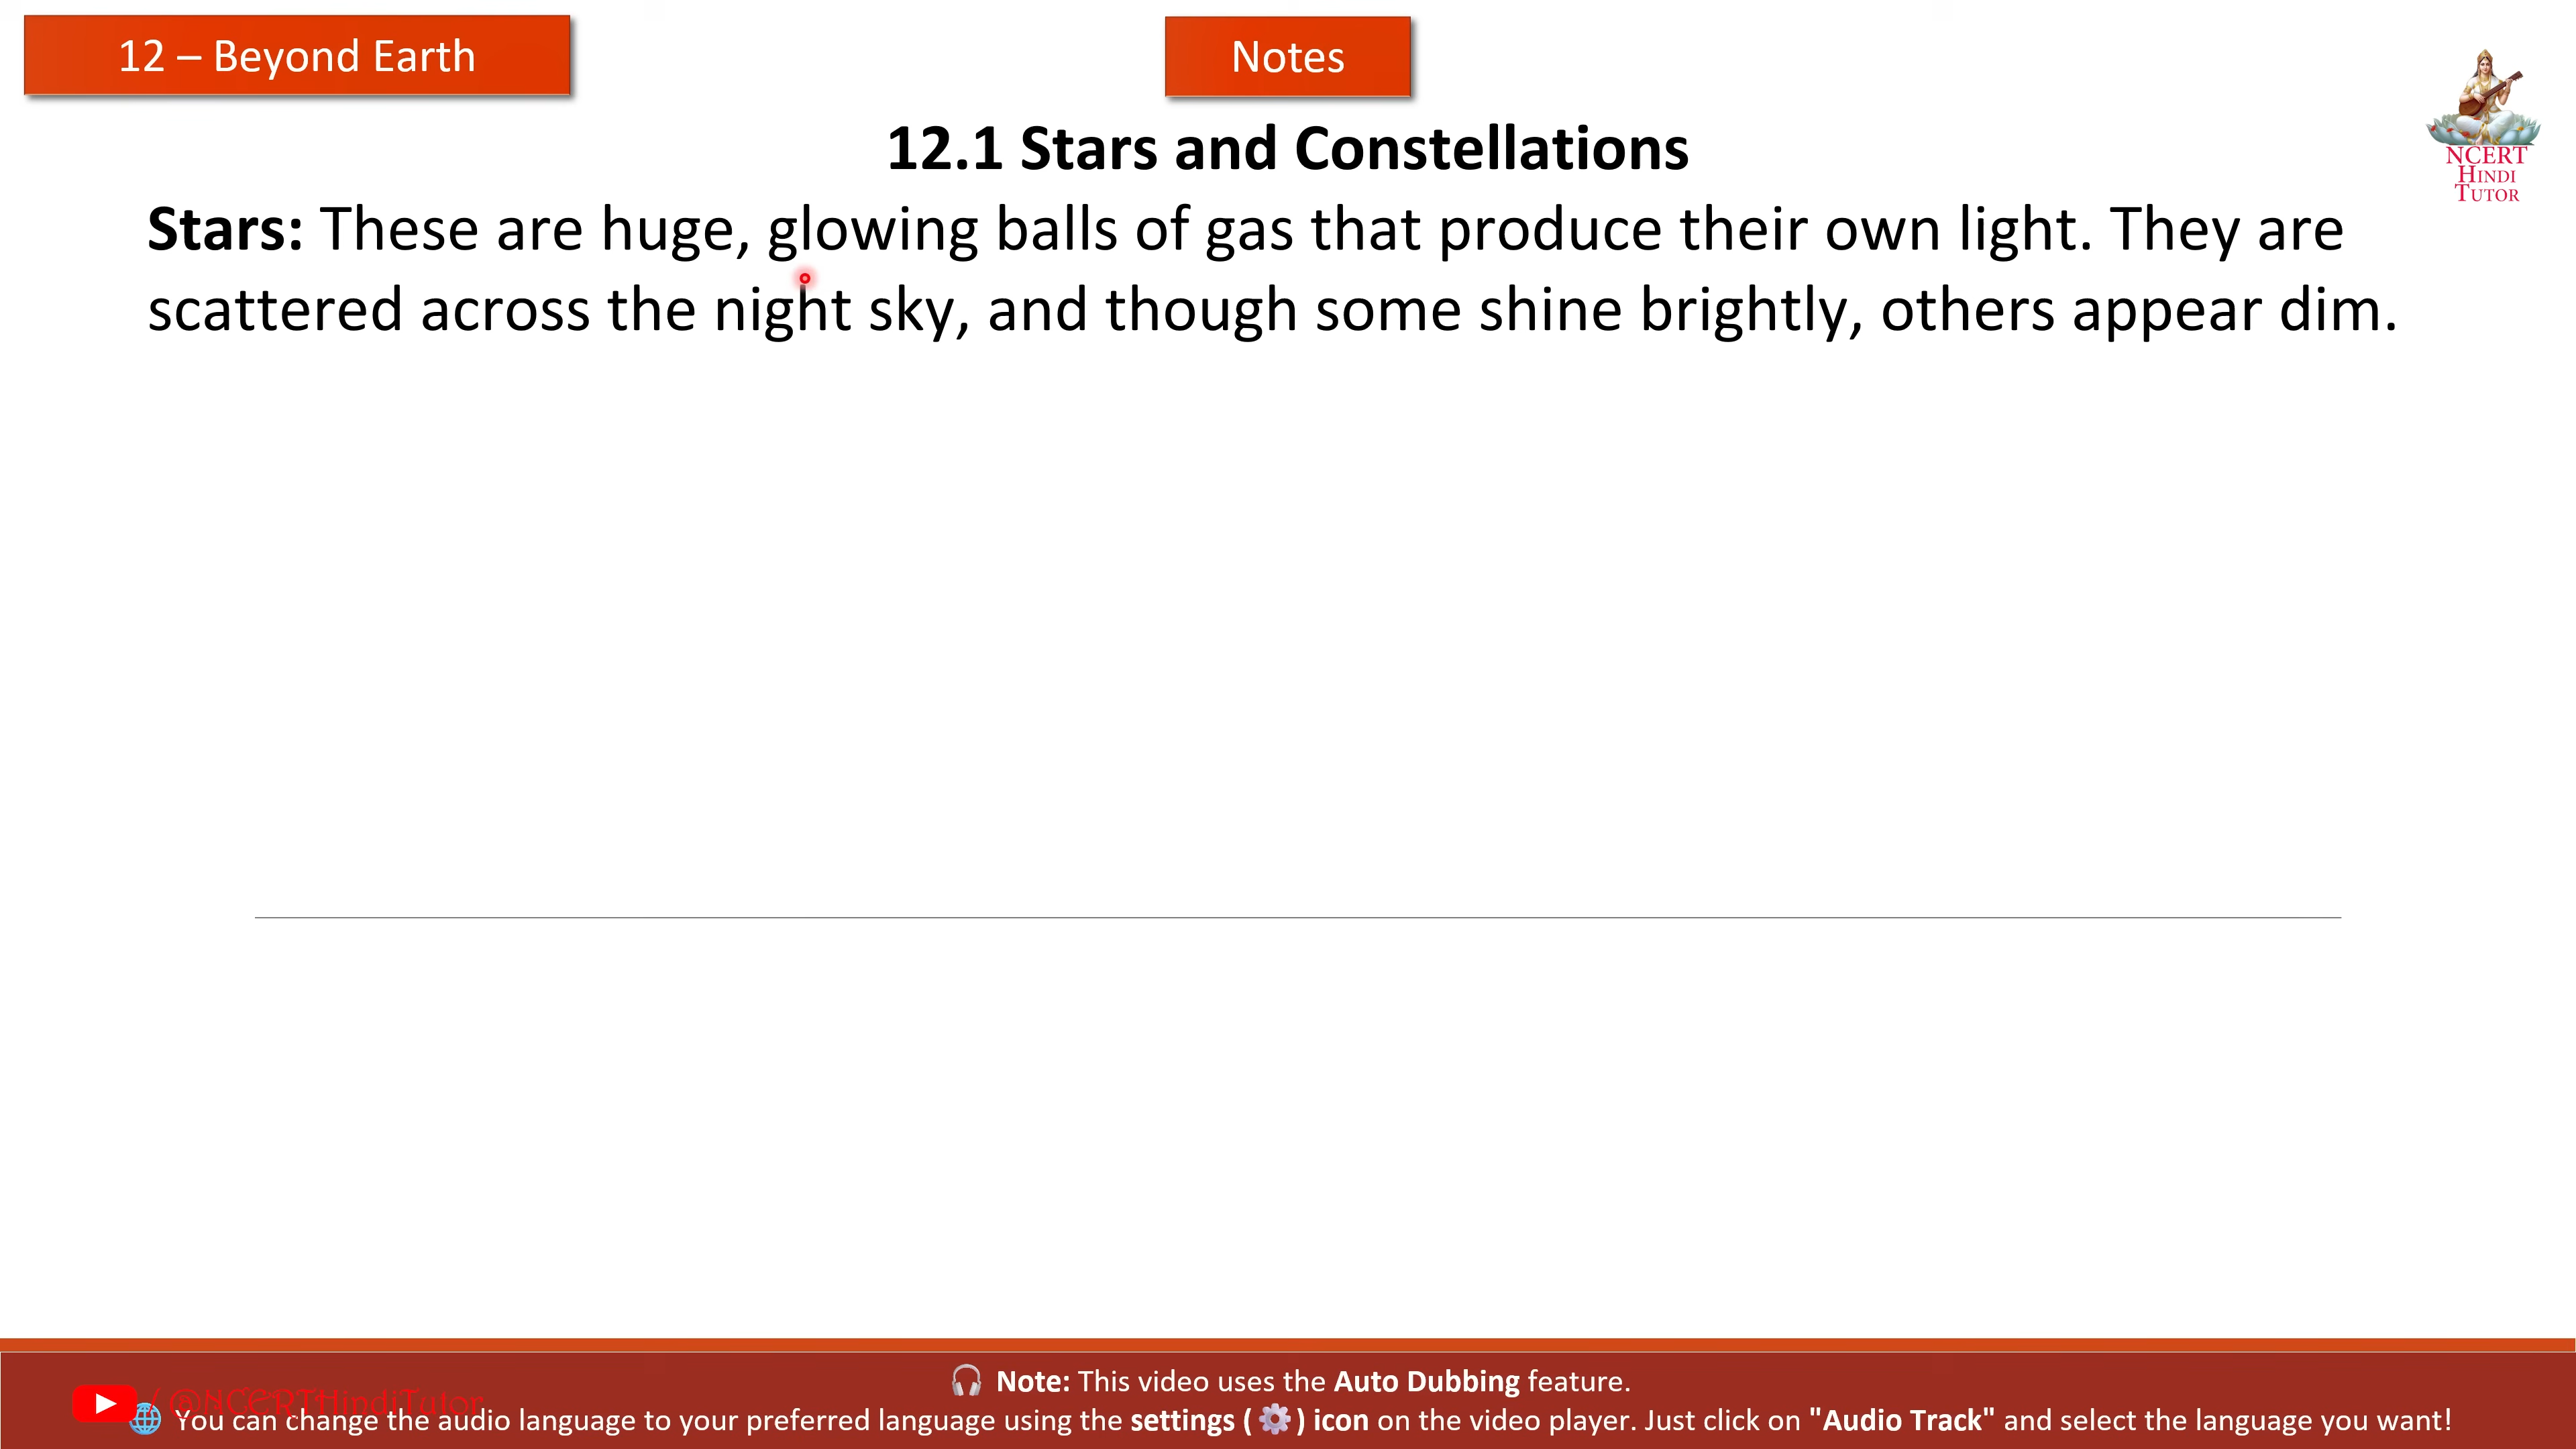 12 – Beyond Earth
Notes
NCERT
HINDI
TUTOR
12.1 Stars and Constellations
Stars: These are huge, glowing balls of gas that produce their own light. They are
scattered across the night sky, and though some shine brightly, others appear dim.
🎧 Note: This video uses the Auto Dubbing feature.
/ @NCERTHindiTutor
🌐 You can change the audio language to your preferred language using the settings (⚙️) icon on the video player. Just click on "Audio Track" and select the language you want!